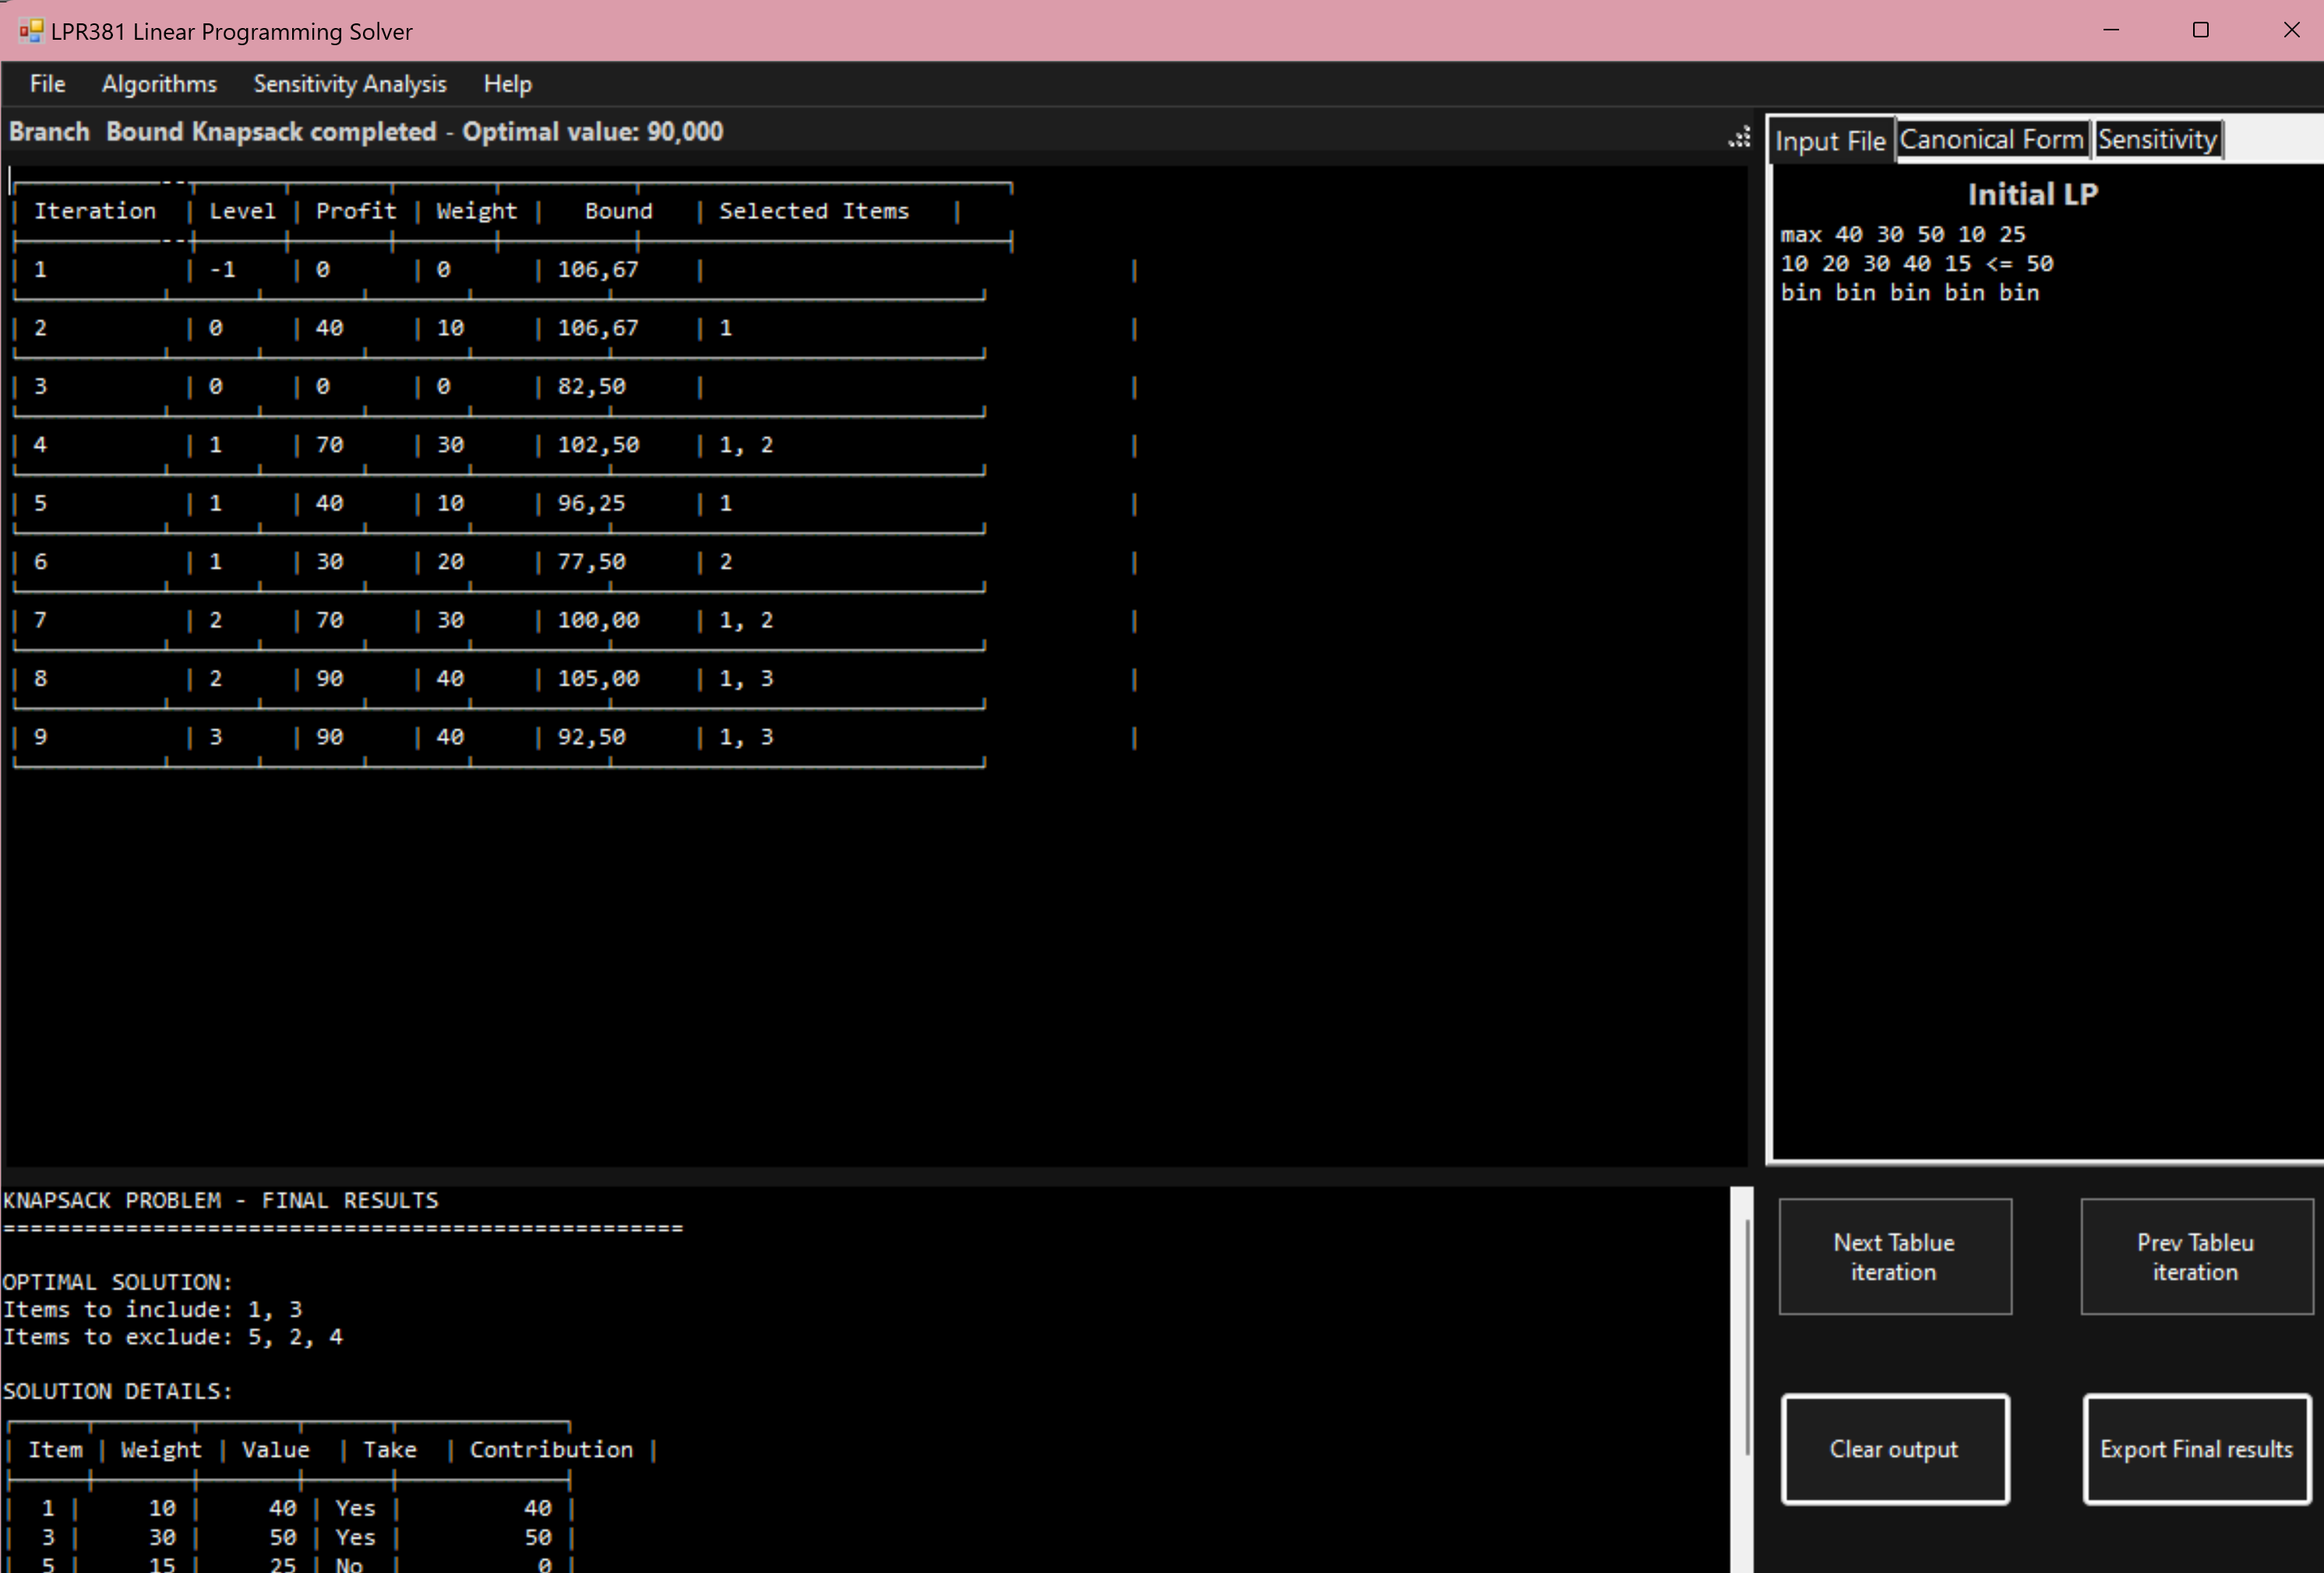 LPR381 Linear Programming Solver
File Algorithms Sensitivity Analysis Help
Branch Bound Knapsack completed - Optimal value: 90,000
| Iteration | Level | Profit | Weight | Bound | Selected Items |
| 1 | -1 | 0 | 0 | 106,67 | |
| 2 | 0 | 40 | 10 | 106,67 | 1 |
| 3 | 0 | 0 | 0 | 82,50 | |
| 4 | 1 | 70 | 30 | 102,50 | 1, 2 |
| 5 | 1 | 40 | 10 | 96,25 | 1 |
| 6 | 1 | 30 | 20 | 77,50 | 2 |
| 7 | 2 | 70 | 30 | 100,00 | 1, 2 |
| 8 | 2 | 90 | 40 | 105,00 | 1, 3 |
| 9 | 3 | 90 | 40 | 92,50 | 1, 3 |
Input File Canonical Form Sensitivity
Initial LP
max 40 30 50 10 25
10 20 30 40 15 <= 50
bin bin bin bin bin
KNAPSACK PROBLEM - FINAL RESULTS
==================================================
OPTIMAL SOLUTION:
Items to include: 1, 3
Items to exclude: 5, 2, 4
SOLUTION DETAILS:
| Item | Weight | Value | Take | Contribution |
| 1 | 10 | 40 | Yes | 40 |
| 3 | 30 | 50 | Yes | 50 |
| 5 | 15 | 25 | No | 0 |
Next Tablue
iteration
Prev Tableu
iteration
Clear output
Export Final results